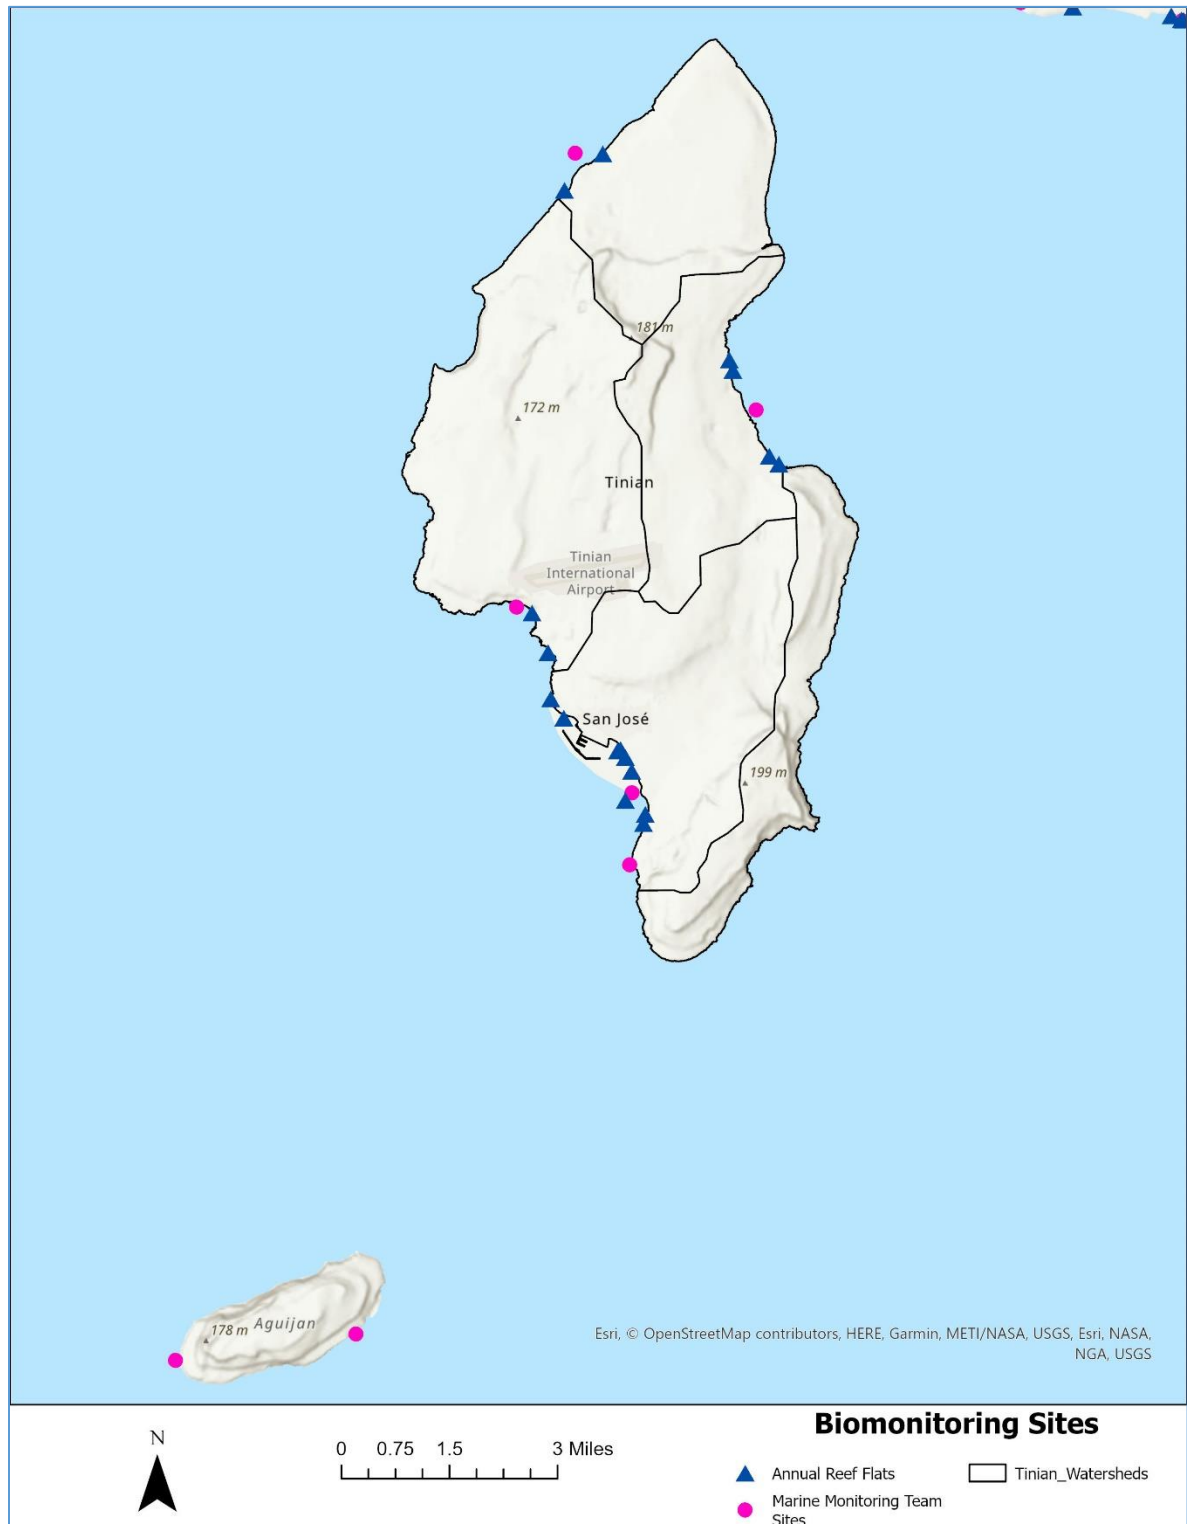 181 m
172 m
Tinian
Tinian
International
Airport
San José
199 m
178 m
Aguijan
Esri, © OpenStreetMap contributors, HERE, Garmin, METI/NASA, USGS, Esri, NASA,
NGA, USGS
N
0 0.75 1.5 3 Miles
Biomonitoring Sites
Annual Reef Flats
Tinian_Watersheds
Marine Monitoring Team
Sites